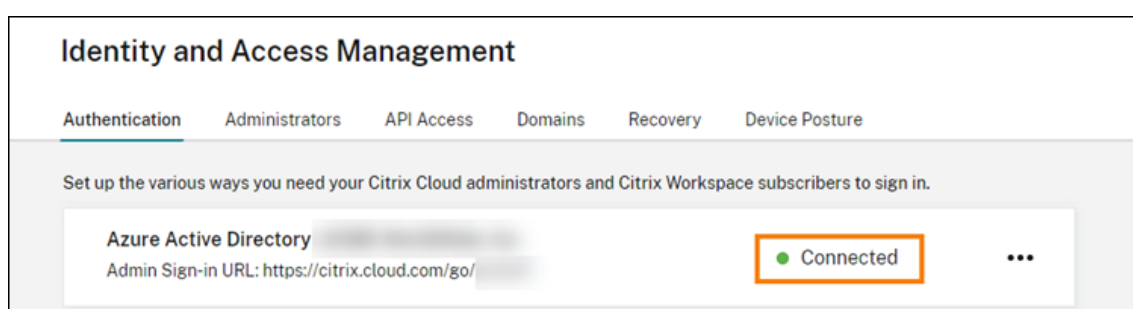 Identity and Access Management
Authentication Administrators API Access Domains Recovery Device Posture
Set up the various ways you need your Citrix Cloud administrators and Citrix Workspace subscribers to sign in.
Azure Active Directory
Connected
Admin Sign-in URL: https://citrix.cloud.com/go/